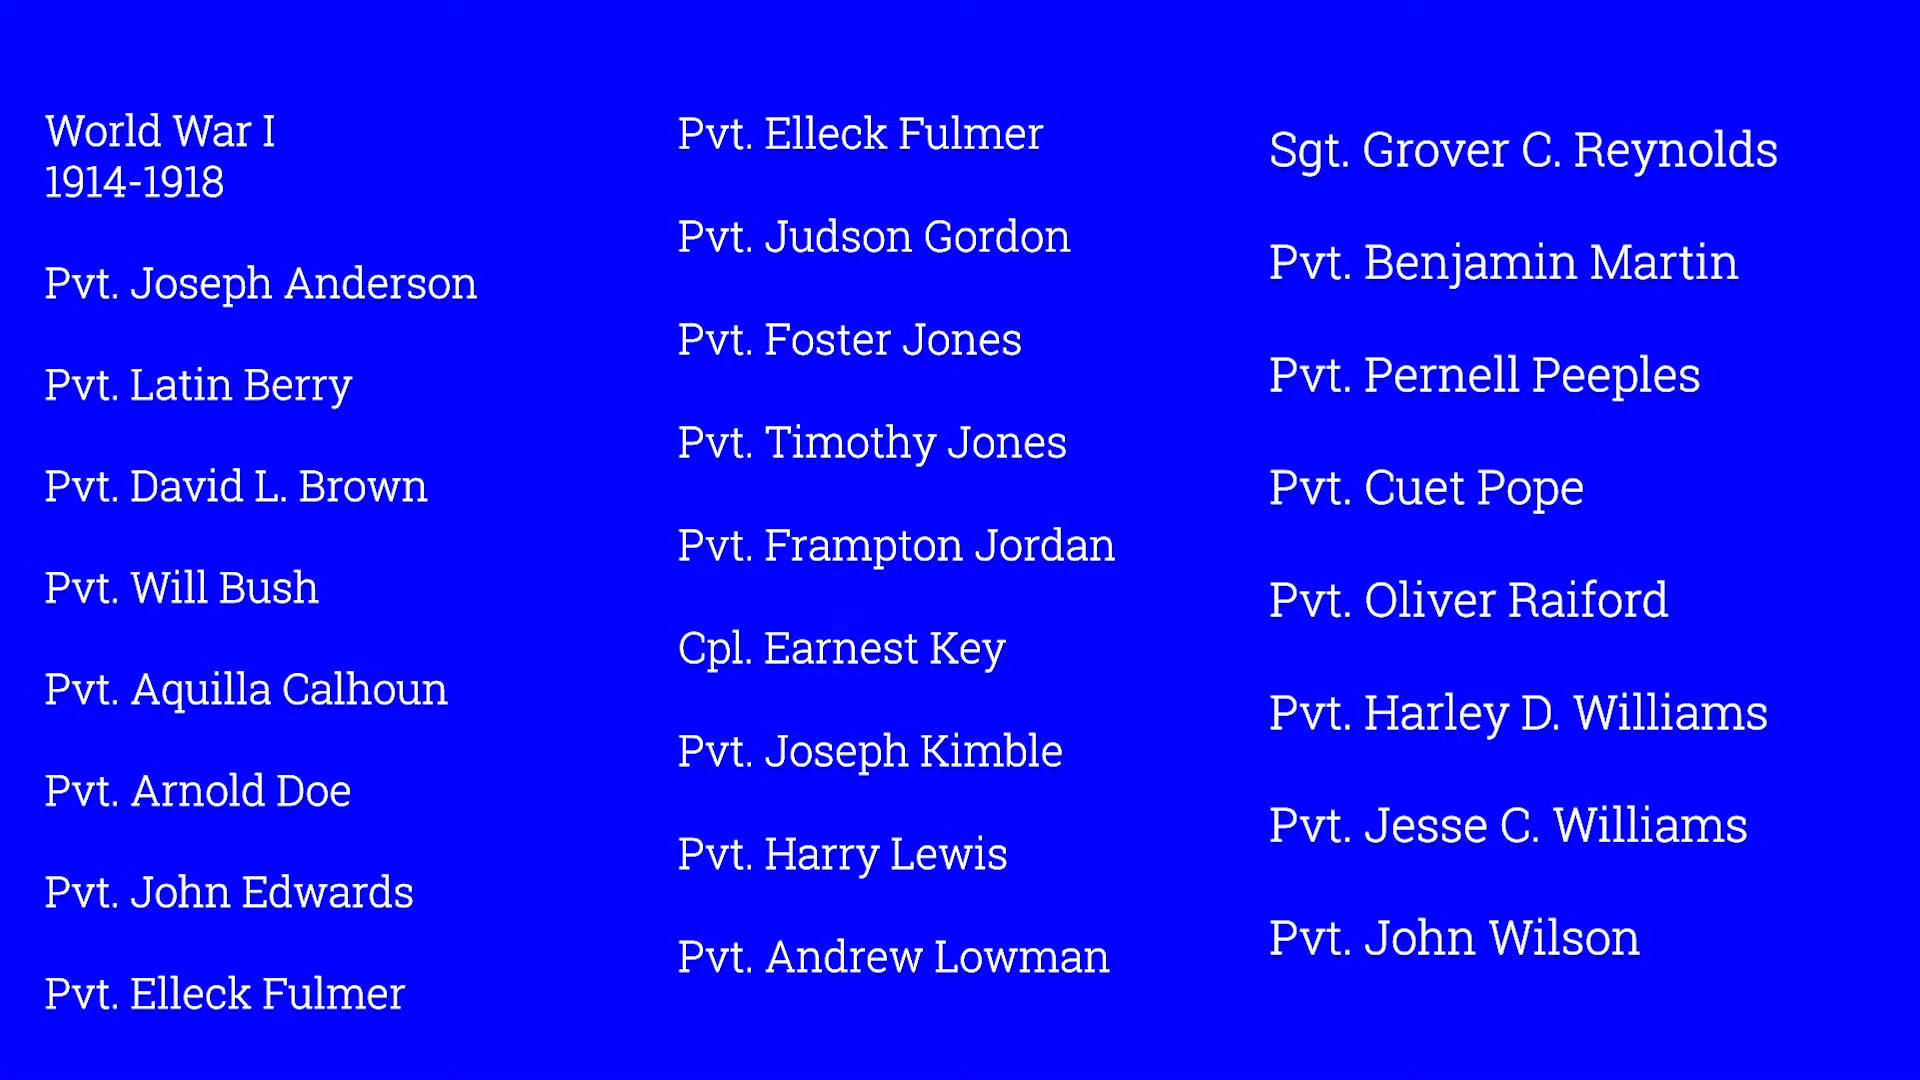 World War I
1914-1918
Pvt. Joseph Anderson
Pvt. Latin Berry
Pvt. David L. Brown
Pvt. Will Bush
Pvt. Aquilla Calhoun
Pvt. Arnold Doe
Pvt. John Edwards
Pvt. Elleck Fulmer
Pvt. Elleck Fulmer
Pvt. Judson Gordon
Pvt. Foster Jones
Pvt. Timothy Jones
Pvt. Frampton Jordan
Cpl. Earnest Key
Pvt. Joseph Kimble
Pvt. Harry Lewis
Pvt. Andrew Lowman
Sgt. Grover C. Reynolds
Pvt. Benjamin Martin
Pvt. Pernell Peeples
Pvt. Cuet Pope
Pvt. Oliver Raiford
Pvt. Harley D. Williams
Pvt. Jesse C. Williams
Pvt. John Wilson